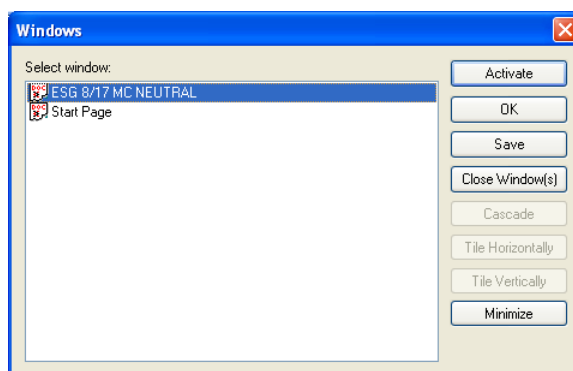 Windows
Select window:
ESG 8/17 MC NEUTRAL
Start Page
Activate
OK
Save
Close Window(s)
Cascade
Tile Horizontally
Tile Vertically
Minimize